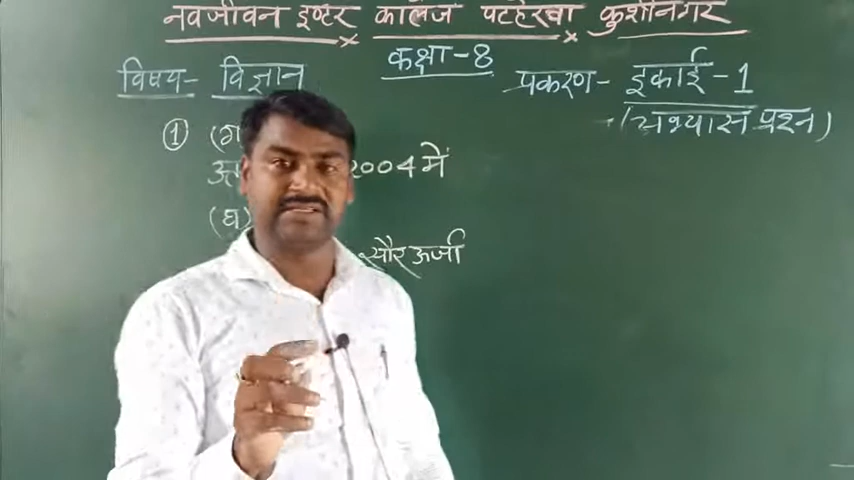 नवजीवन इण्टर कालेज पटहेरवा कुशीनगर
विषय- विज्ञान कक्षा-8 प्रकरण- इकाई-1
(अभ्यास प्रश्न)
① (ग)
2004 में
(घ)
सौर ऊर्जा